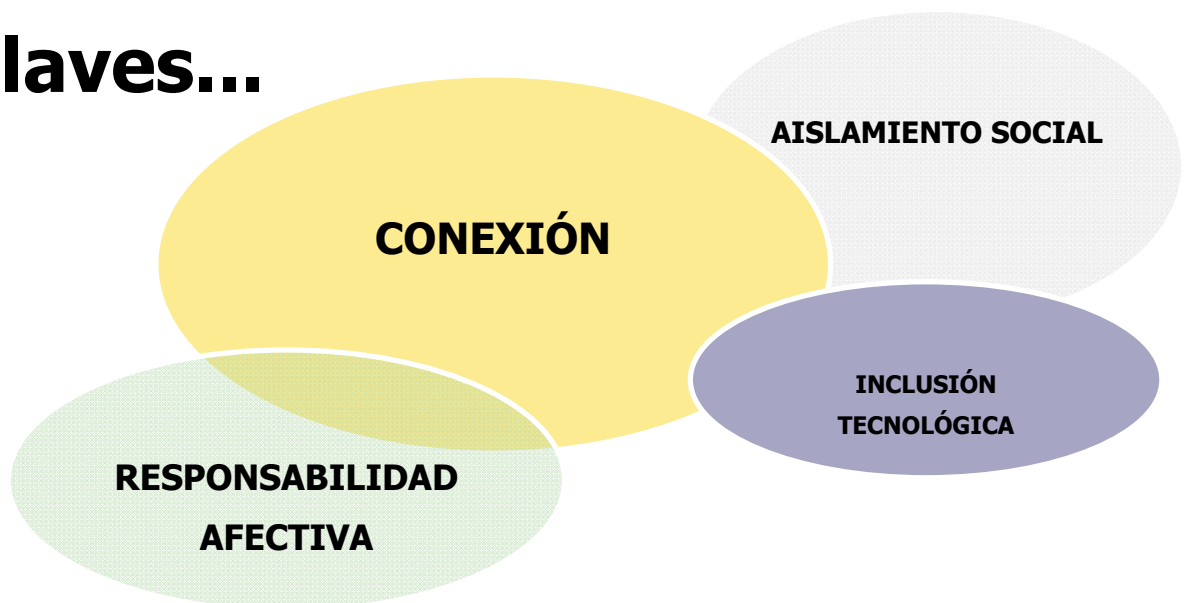 laves...
AISLAMIENTO SOCIAL
CONEXIÓN
INCLUSIÓN
TECNOLÓGICA
RESPONSABILIDAD
AFECTIVA